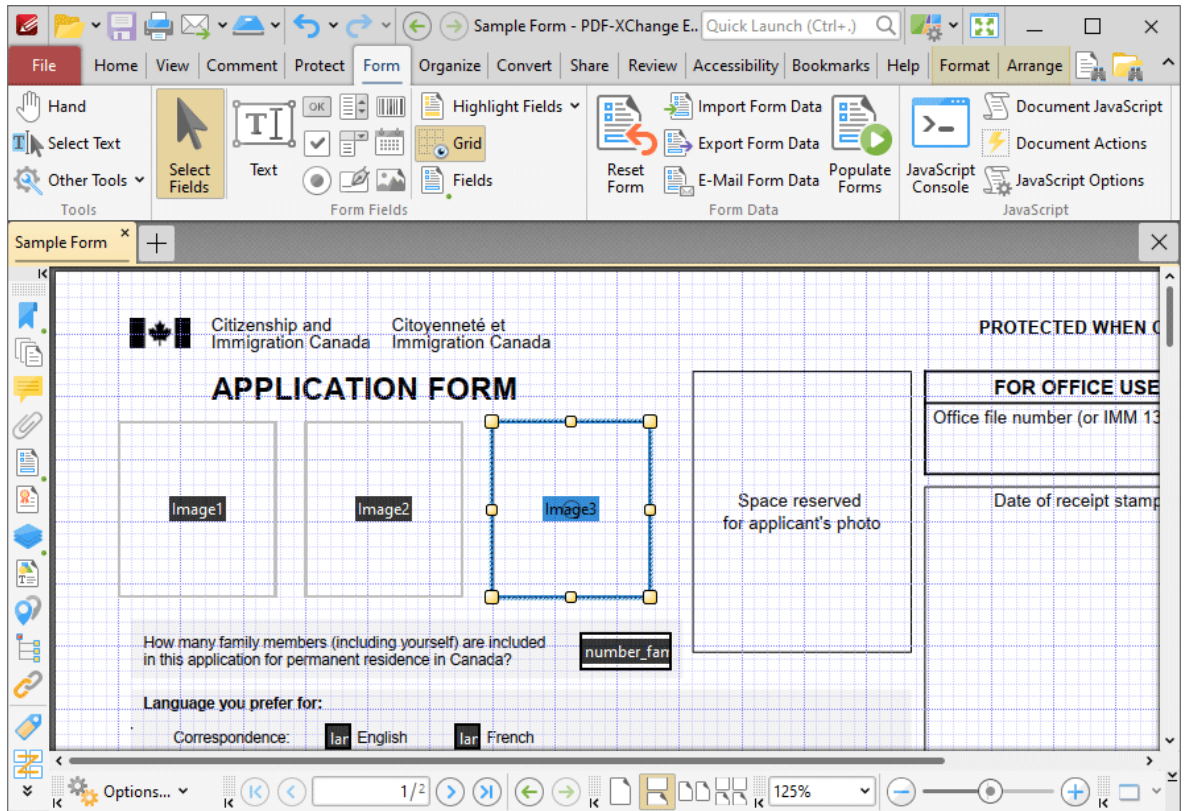 Sample Form - PDF-XChange E..
Quick Launch (Ctrl+.)
File Home View Comment Protect Form Organize Convert Share Review Accessibility Bookmarks Help Format Arrange
Hand
Select Text
Other Tools
Tools
Select Fields
Text
OK
Highlight Fields
Grid
Fields
Form Fields
Reset Form
Import Form Data
Export Form Data
E-Mail Form Data
Populate Forms
Form Data
JavaScript Console
Document JavaScript
Document Actions
JavaScript Options
JavaScript
Sample Form
Citizenship and Citoyenneté et
Immigration Canada Immigration Canada
PROTECTED WHEN
APPLICATION FORM
FOR OFFICE USE
Office file number (or IMM 13
Image1 Image2 Image3
Space reserved
for applicant's photo
Date of receipt stamp
How many family members (including yourself) are included
in this application for permanent residence in Canada?
number_fan
Language you prefer for:
Correspondence: lar English lar French
Options...
1/2
125%